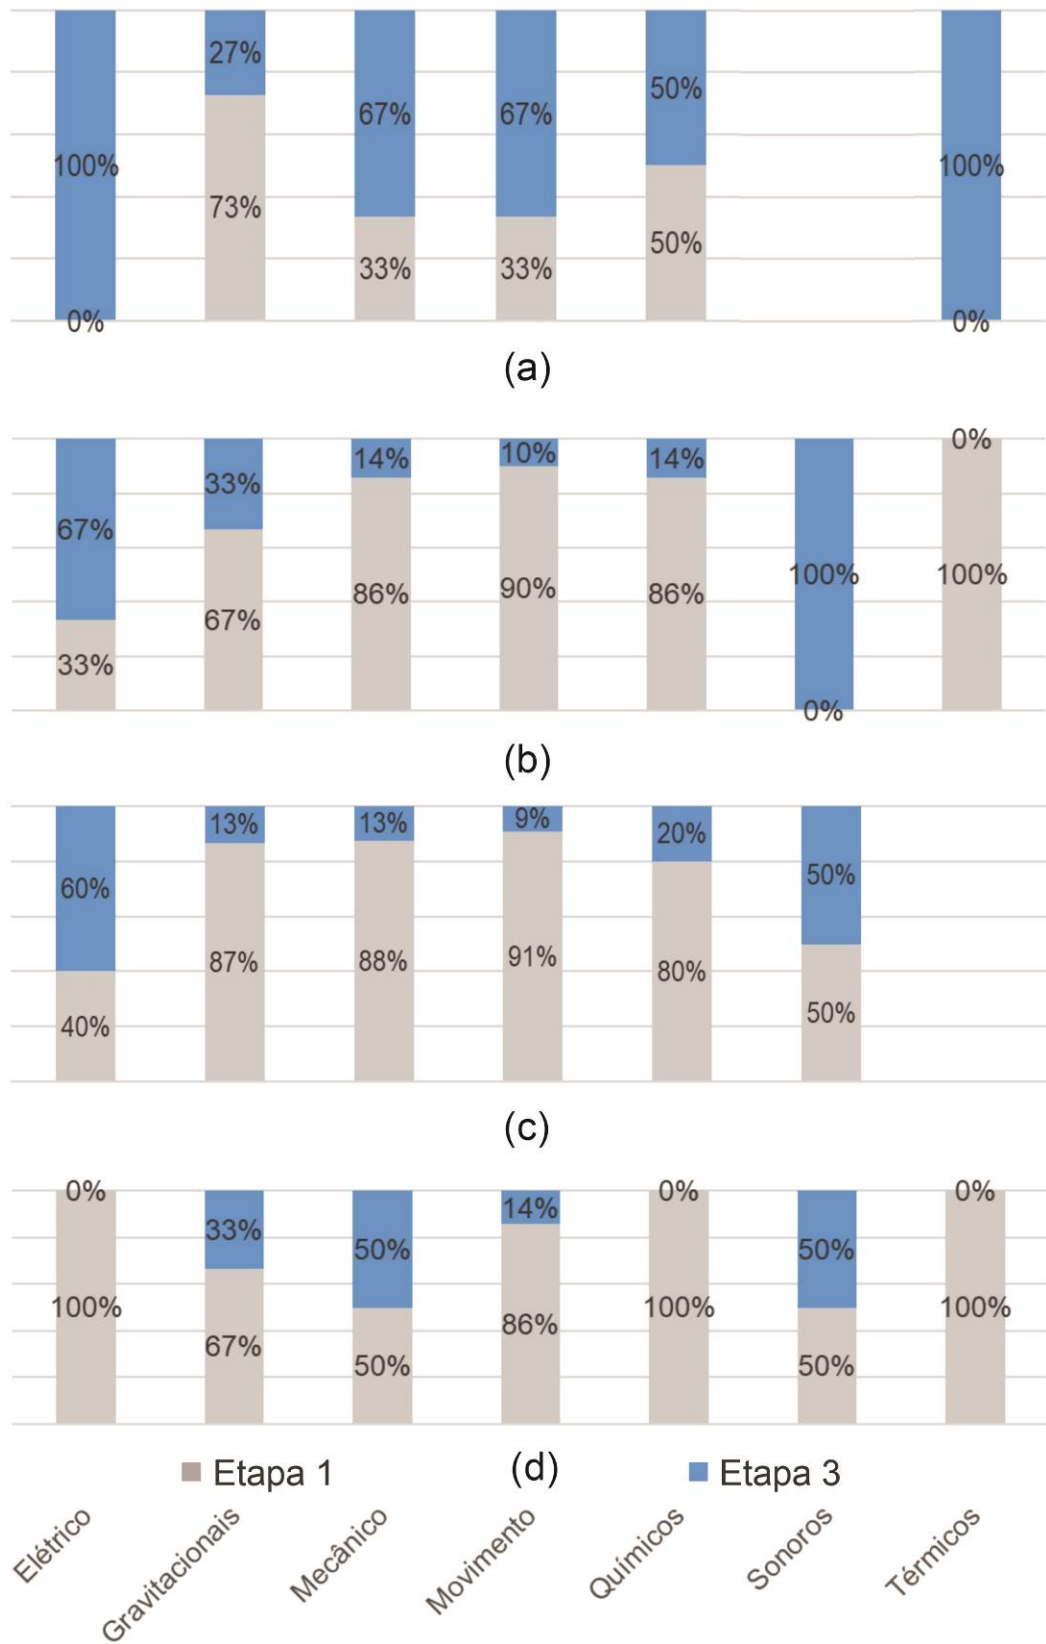 27%
50%
67% 67%
100% 100%
73%
50%
33% 33%
0% 0%
(a)
0%
10%
14% 14%
33%
67%
100% 100%
86% 90% 86%
67%
33%
0%
(b)
13% 13% 9%
20%
60% 50%
87% 88% 91% 80%
40% 50%
(c)
0% 0% 0%
14%
33%
50% 50%
100% 100% 100%
86%
67%
50% 50%
Etapa 1 (d) Etapa 3
Elétrico
Gravitacionais
Mecânico
Movimento
Químicos
Sonoros
Térmicos